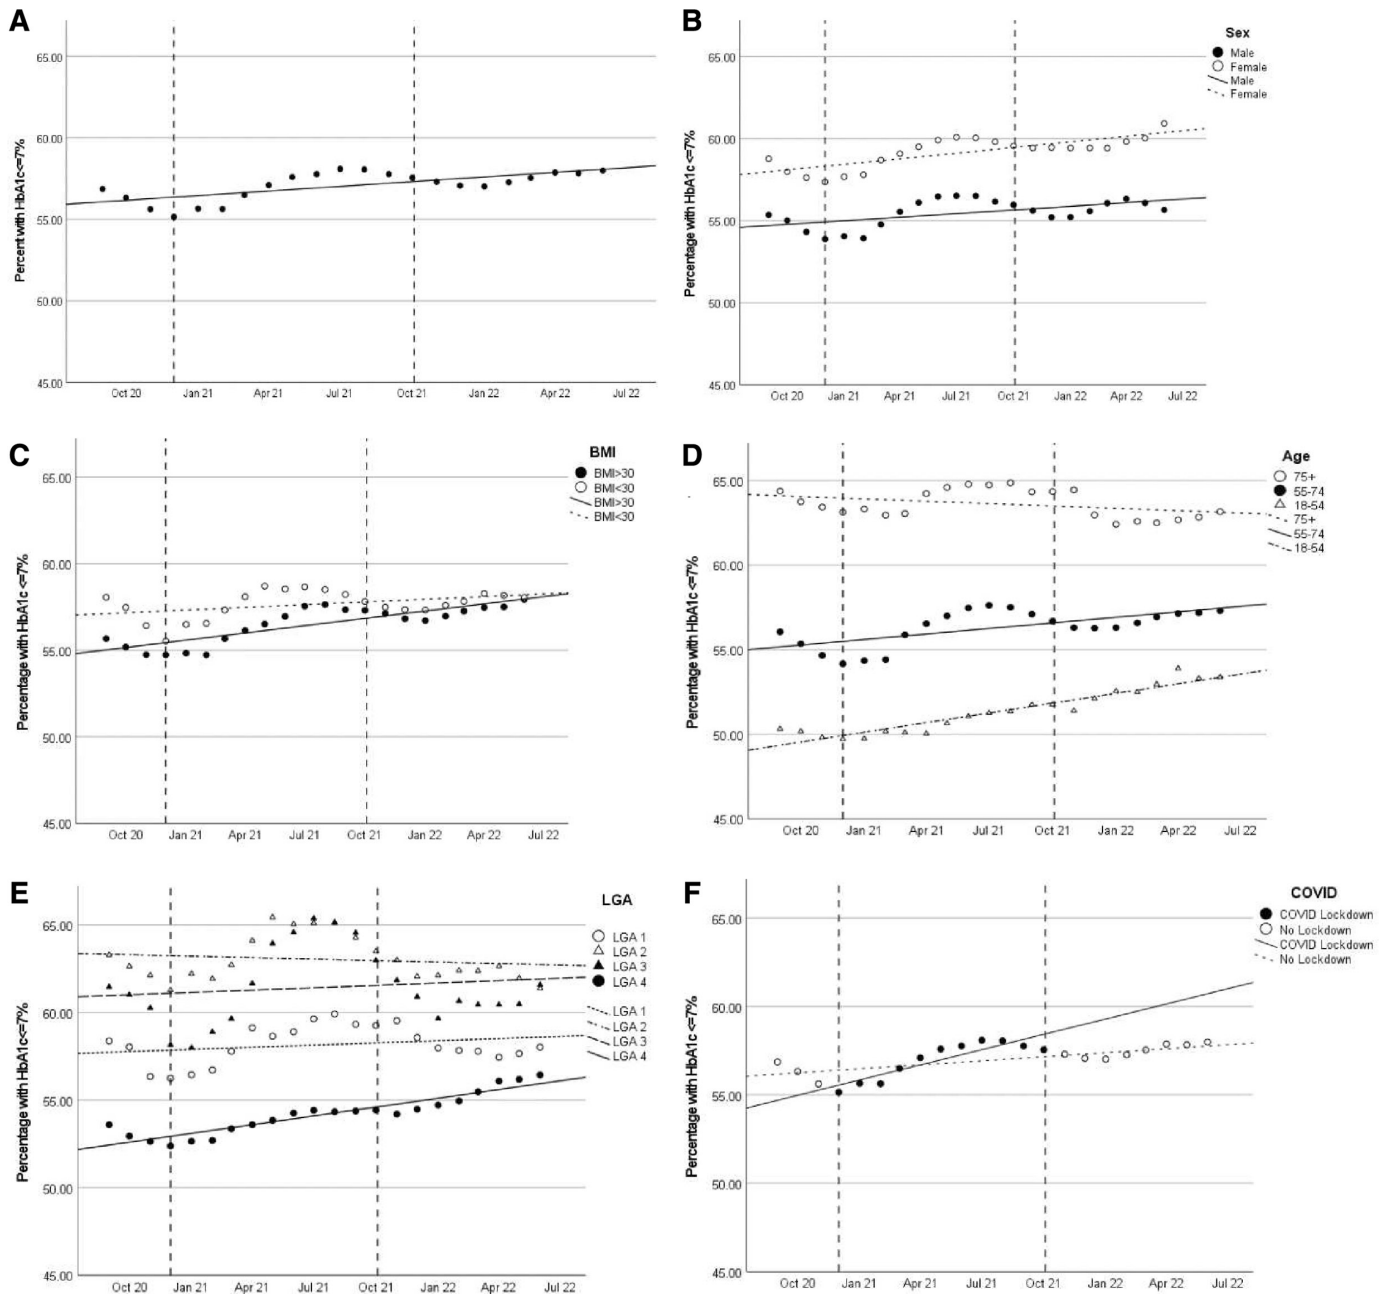 A
Percent with HbA1c<=7%
65.00
60.00
55.00
50.00
45.00
Oct 20 Jan 21 Apr 21 Jul 21 Oct 21 Jan 22 Apr 22 Jul 22
B
Sex
Male
Female
Male
Female
Percentage with HbA1c <=7%
65.00
60.00
55.00
50.00
45.00
Oct 20 Jan 21 Apr 21 Jul 21 Oct 21 Jan 22 Apr 22 Jul 22
C
BMI
BMI>30
BMI<30
BMI>30
BMI<30
Percentage with HbA1c <=7%
65.00
60.00
55.00
50.00
45.00
Oct 20 Jan 21 Apr 21 Jul 21 Oct 21 Jan 22 Apr 22 Jul 22
D
Age
75+
55-74
18-54
75+
55-74
18-54
Percentage with HbA1c <=7%
65.00
60.00
55.00
50.00
45.00
Oct 20 Jan 21 Apr 21 Jul 21 Oct 21 Jan 22 Apr 22 Jul 22
E
LGA
LGA 1
LGA 2
LGA 3
LGA 4
LGA 1
LGA 2
LGA 3
LGA 4
Percentage with HbA1c <=7%
65.00
60.00
55.00
50.00
45.00
Oct 20 Jan 21 Apr 21 Jul 21 Oct 21 Jan 22 Apr 22 Jul 22
F
COVID
COVID Lockdown
No Lockdown
COVID Lockdown
No Lockdown
Percentage with HbA1c <=7%
65.00
60.00
55.00
50.00
45.00
Oct 20 Jan 21 Apr 21 Jul 21 Oct 21 Jan 22 Apr 22 Jul 22